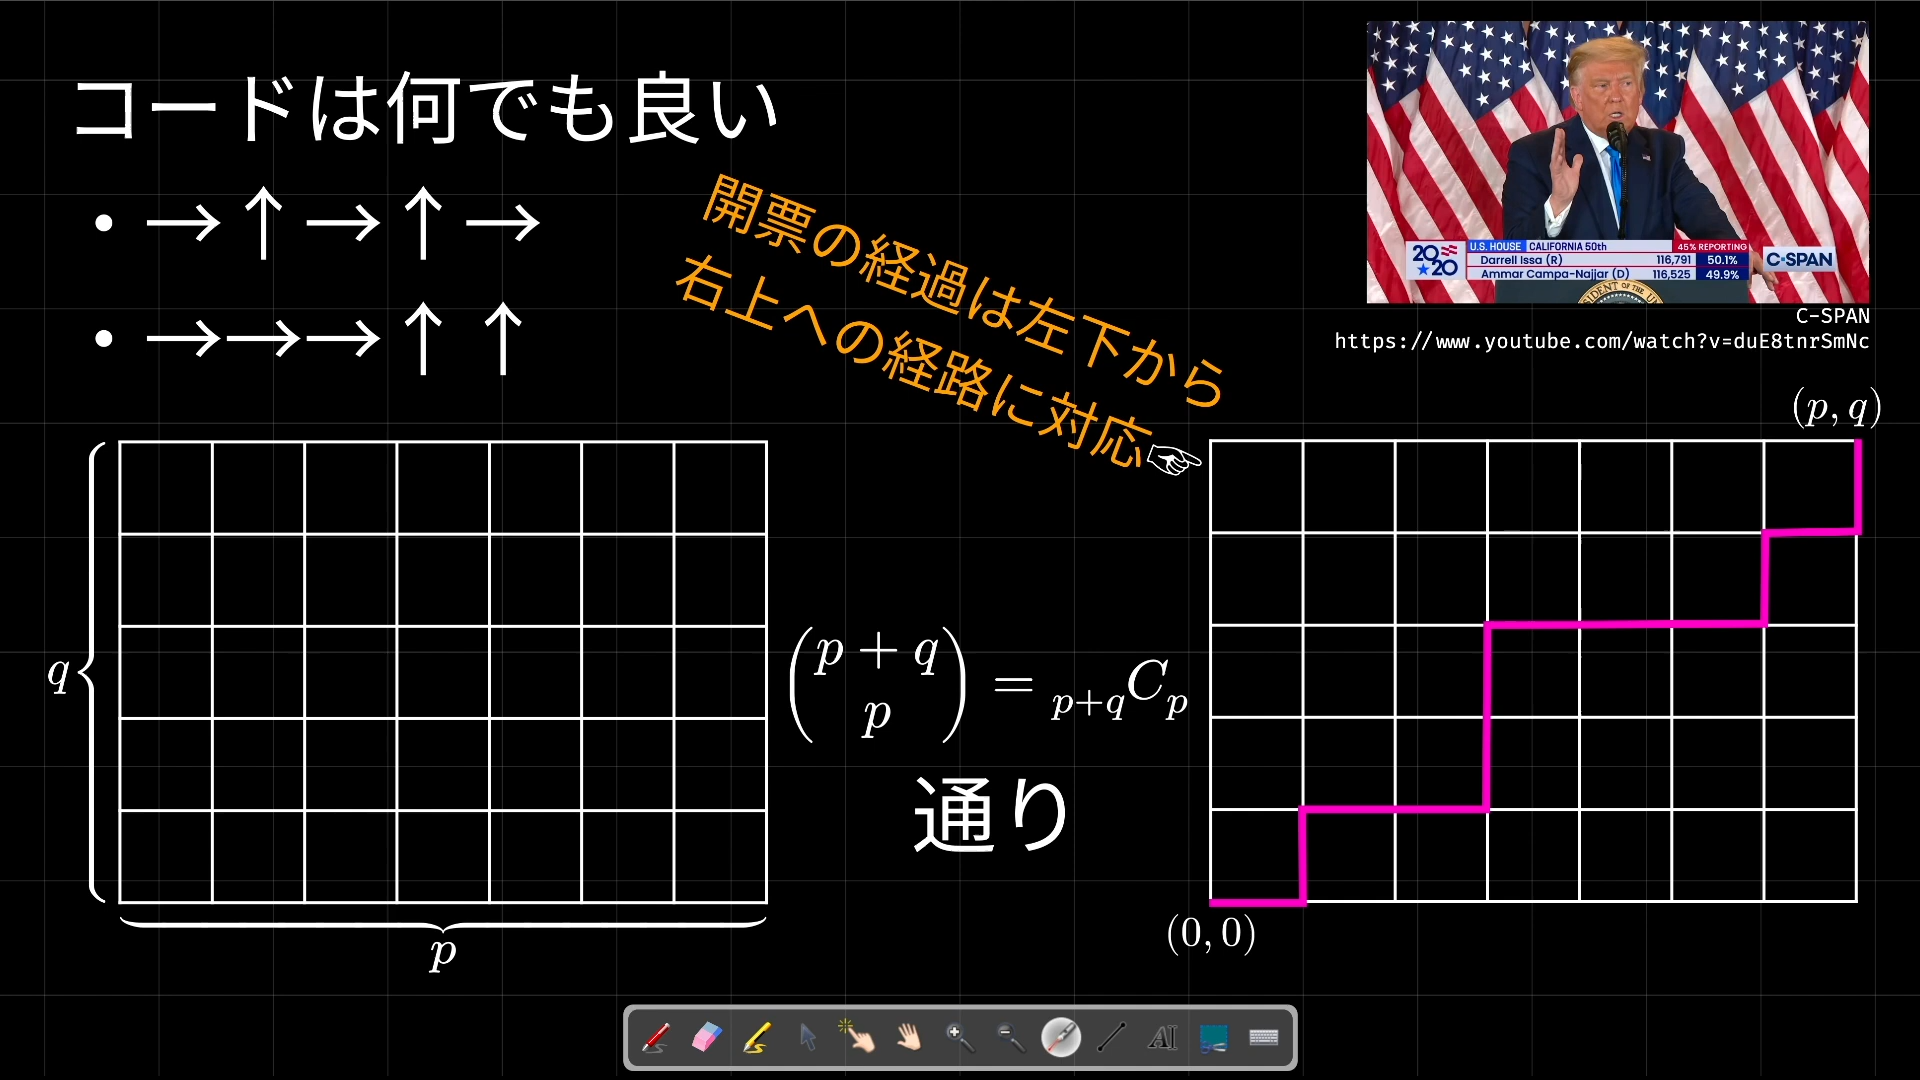 コードは何でも良い
• →↑→↑→
• →→→↑↑
開票の経過は左下から
右上への経路に対応☞
2020
U.S. HOUSE CALIFORNIA 50th 45% REPORTING
Darrell Issa (R) 116,791 50.1%
Ammar Campa-Najjar (D) 116,525 49.9%
C-SPAN
C-SPAN
https://www.youtube.com/watch?v=duE8tnrSmNc
(p, q)
q
p
(p + q
p) = p+qCp
通り
(0, 0)
AI